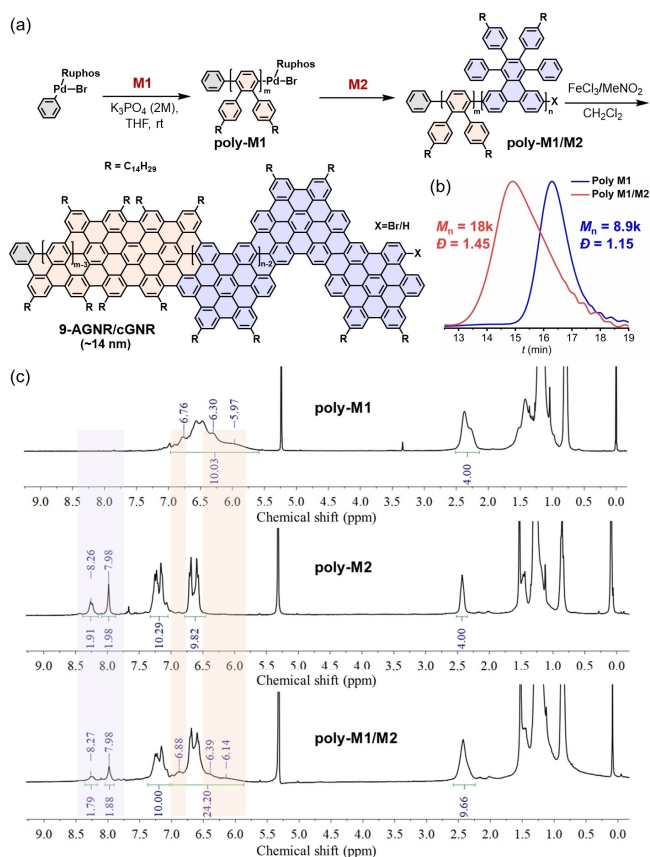 (a)
R
R
Ruphos
Pd
Br
M1
K₃PO₄ (2M),
THF, rt
Ruphos
Pd
Br
m
R
R
poly-M1
M2
m
n
X
R
R
poly-M1/M2
FeCl₃/MeNO₂
CH₂Cl₂
R = C₁₄H₂₉
R
R
R
R
R
m-3
R
R
R
R
n-2
X=Br/H
X
R
R
R
9-AGNR/cGNR
(~14 nm)
(b)
Poly M1
Poly M1/M2
Mn = 18k
Đ = 1.45
Mn = 8.9k
Đ = 1.15
13 14 15 16 17 18 19
t (min)
(c)
poly-M1
6.76
6.30
5.97
10.03
4.00
9.0 8.5 8.0 7.5 7.0 6.5 6.0 5.5 5.0 4.5 4.0 3.5 3.0 2.5 2.0 1.5 1.0 0.5 0.0
Chemical shift (ppm)
poly-M2
8.26
7.98
1.91
1.98
10.29
9.82
4.00
9.0 8.5 8.0 7.5 7.0 6.5 6.0 5.5 5.0 4.5 4.0 3.5 3.0 2.5 2.0 1.5 1.0 0.5 0.0
Chemical shift (ppm)
poly-M1/M2
8.27
7.98
6.88
6.39
6.14
1.79
1.88
10.00
24.20
9.66
9.0 8.5 8.0 7.5 7.0 6.5 6.0 5.5 5.0 4.5 4.0 3.5 3.0 2.5 2.0 1.5 1.0 0.5 0.0
Chemical shift (ppm)